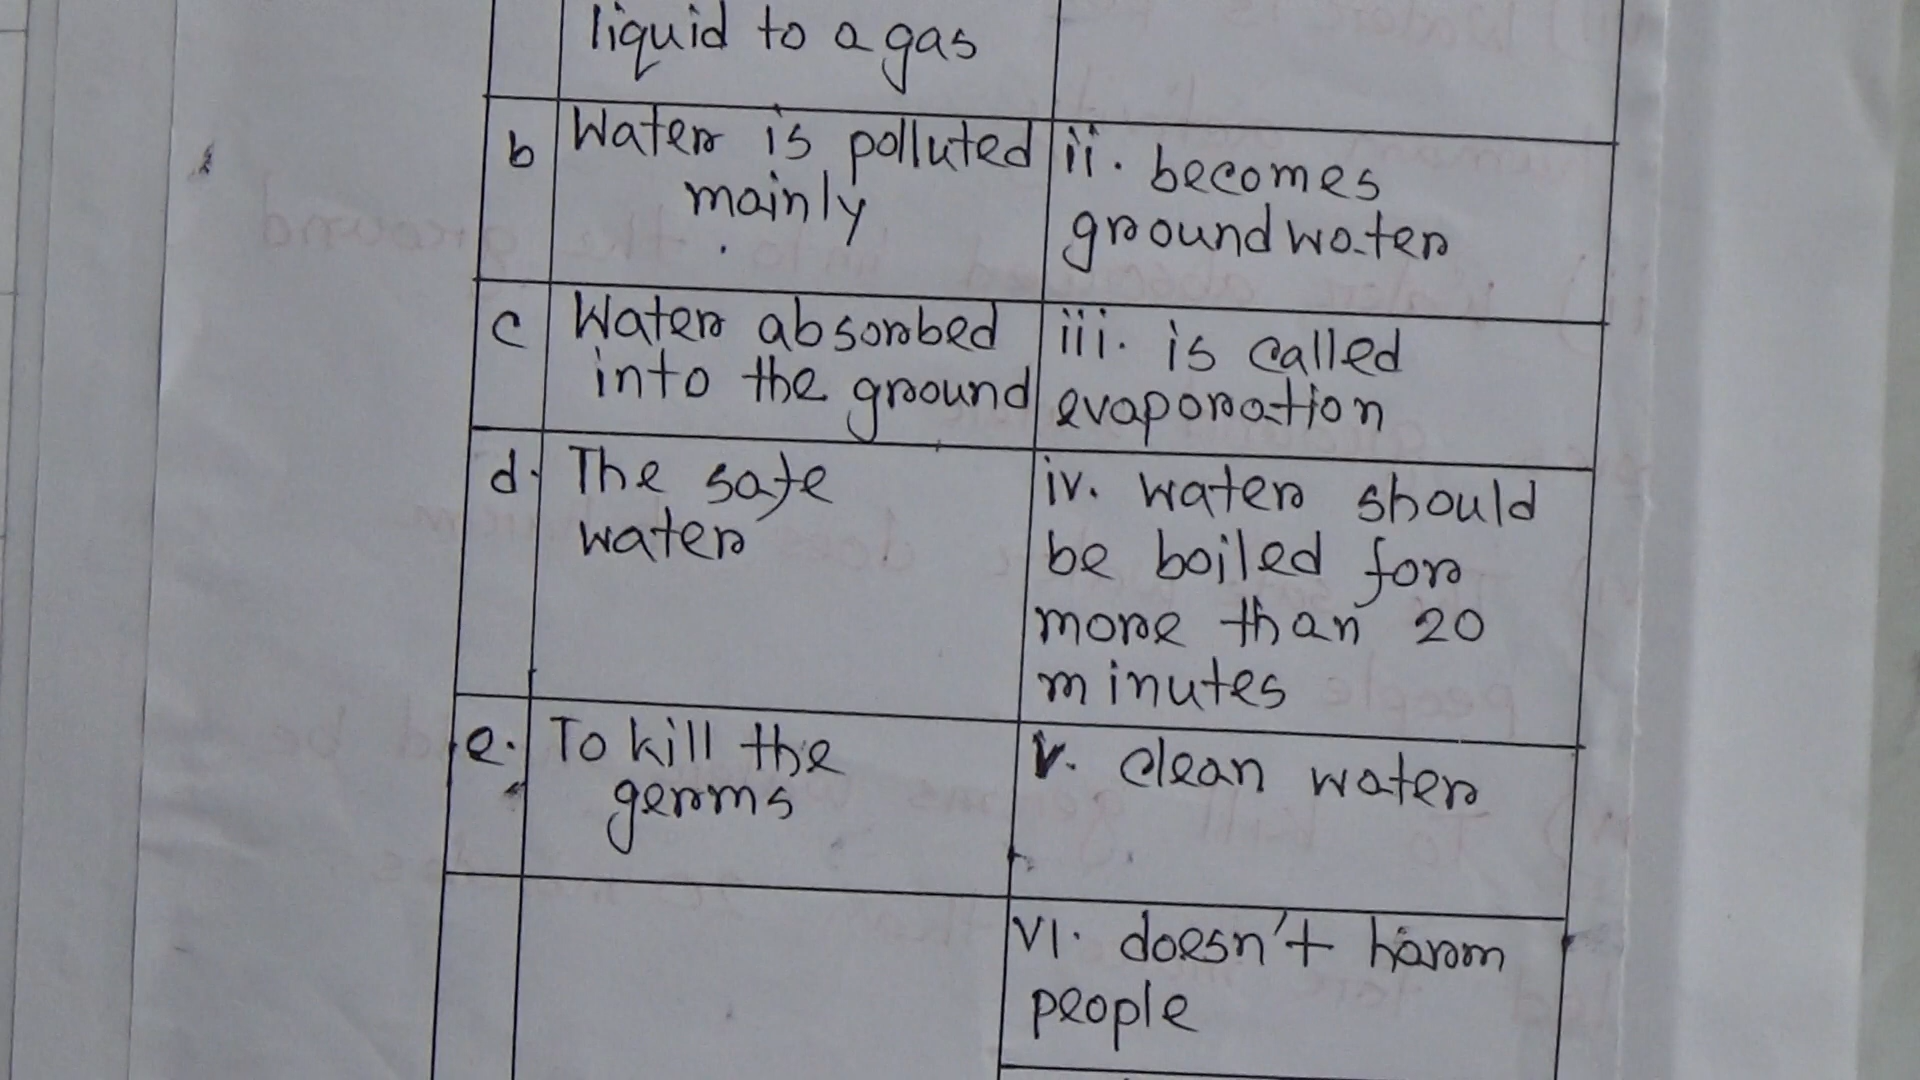 liquid to a gas
b
Water is polluted
mainly
ii. becomes
groundwater
c
Water absorbed
into the ground
iii. is called
evaporation
d.
The safe
water
iv. water should
be boiled for
more than 20
minutes
e.
To kill the
germs
v. clean water
vi. doesn't harm
people